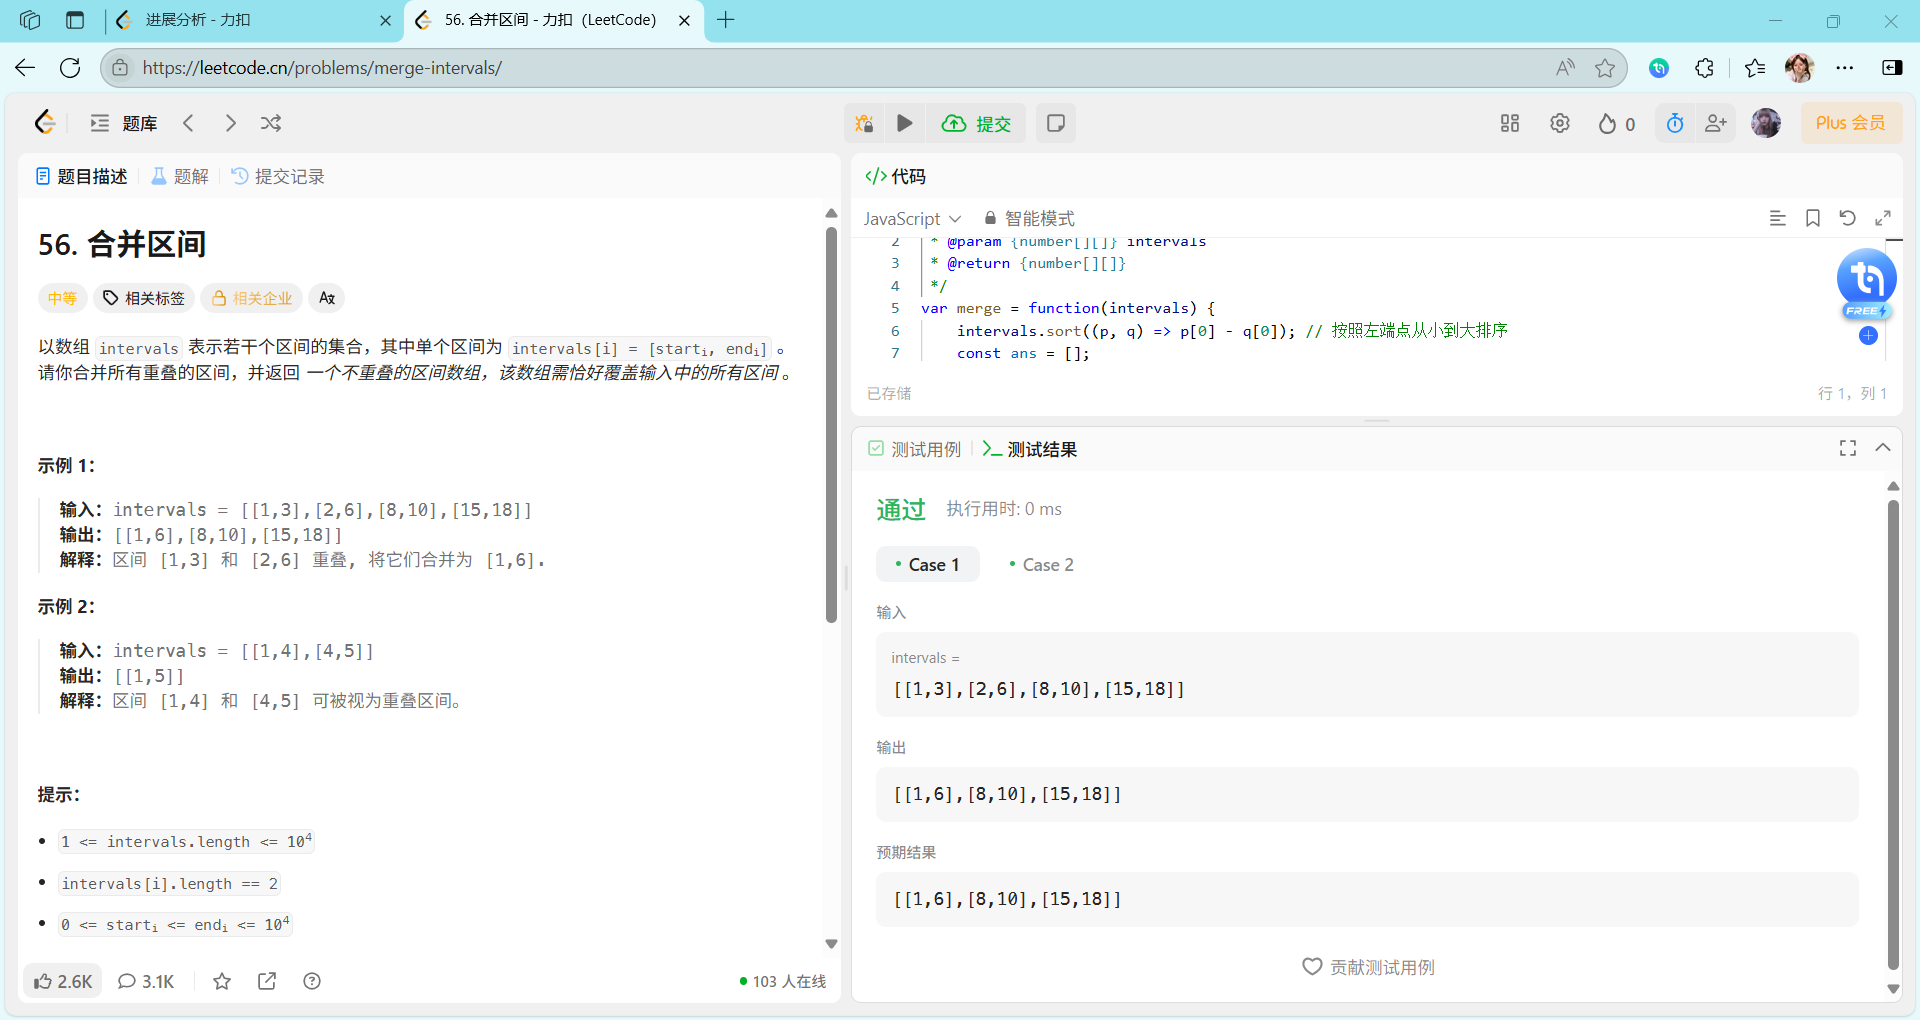 进展分析 - 力扣
56. 合并区间 - 力扣（LeetCode）
https://leetcode.cn/problems/merge-intervals/
题库
提交
0
Plus 会员
题目描述
题解
提交记录
56. 合并区间
中等
相关标签
相关企业
以数组 intervals 表示若干个区间的集合，其中单个区间为 intervals[i] = [starti, endi] 。
请你合并所有重叠的区间，并返回 一个不重叠的区间数组，该数组需恰好覆盖输入中的所有区间 。
示例 1：
输入：intervals = [[1,3],[2,6],[8,10],[15,18]]
输出：[[1,6],[8,10],[15,18]]
解释：区间 [1,3] 和 [2,6] 重叠, 将它们合并为 [1,6].
示例 2：
输入：intervals = [[1,4],[4,5]]
输出：[[1,5]]
解释：区间 [1,4] 和 [4,5] 可被视为重叠区间。
提示：
1 <= intervals.length <= 10^4
intervals[i].length == 2
0 <= starti <= endi <= 10^4
2.6K
3.1K
103 人在线
代码
JavaScript
智能模式
2 * @param {number[][]} intervals
3 * @return {number[][]}
4 */
5 var merge = function(intervals) {
6 intervals.sort((p, q) => p[0] - q[0]); // 按照左端点从小到大排序
7 const ans = [];
FREE
已存储
行 1，列 1
测试用例
测试结果
通过
执行用时: 0 ms
Case 1
Case 2
输入
intervals =
[[1,3],[2,6],[8,10],[15,18]]
输出
[[1,6],[8,10],[15,18]]
预期结果
[[1,6],[8,10],[15,18]]
贡献测试用例